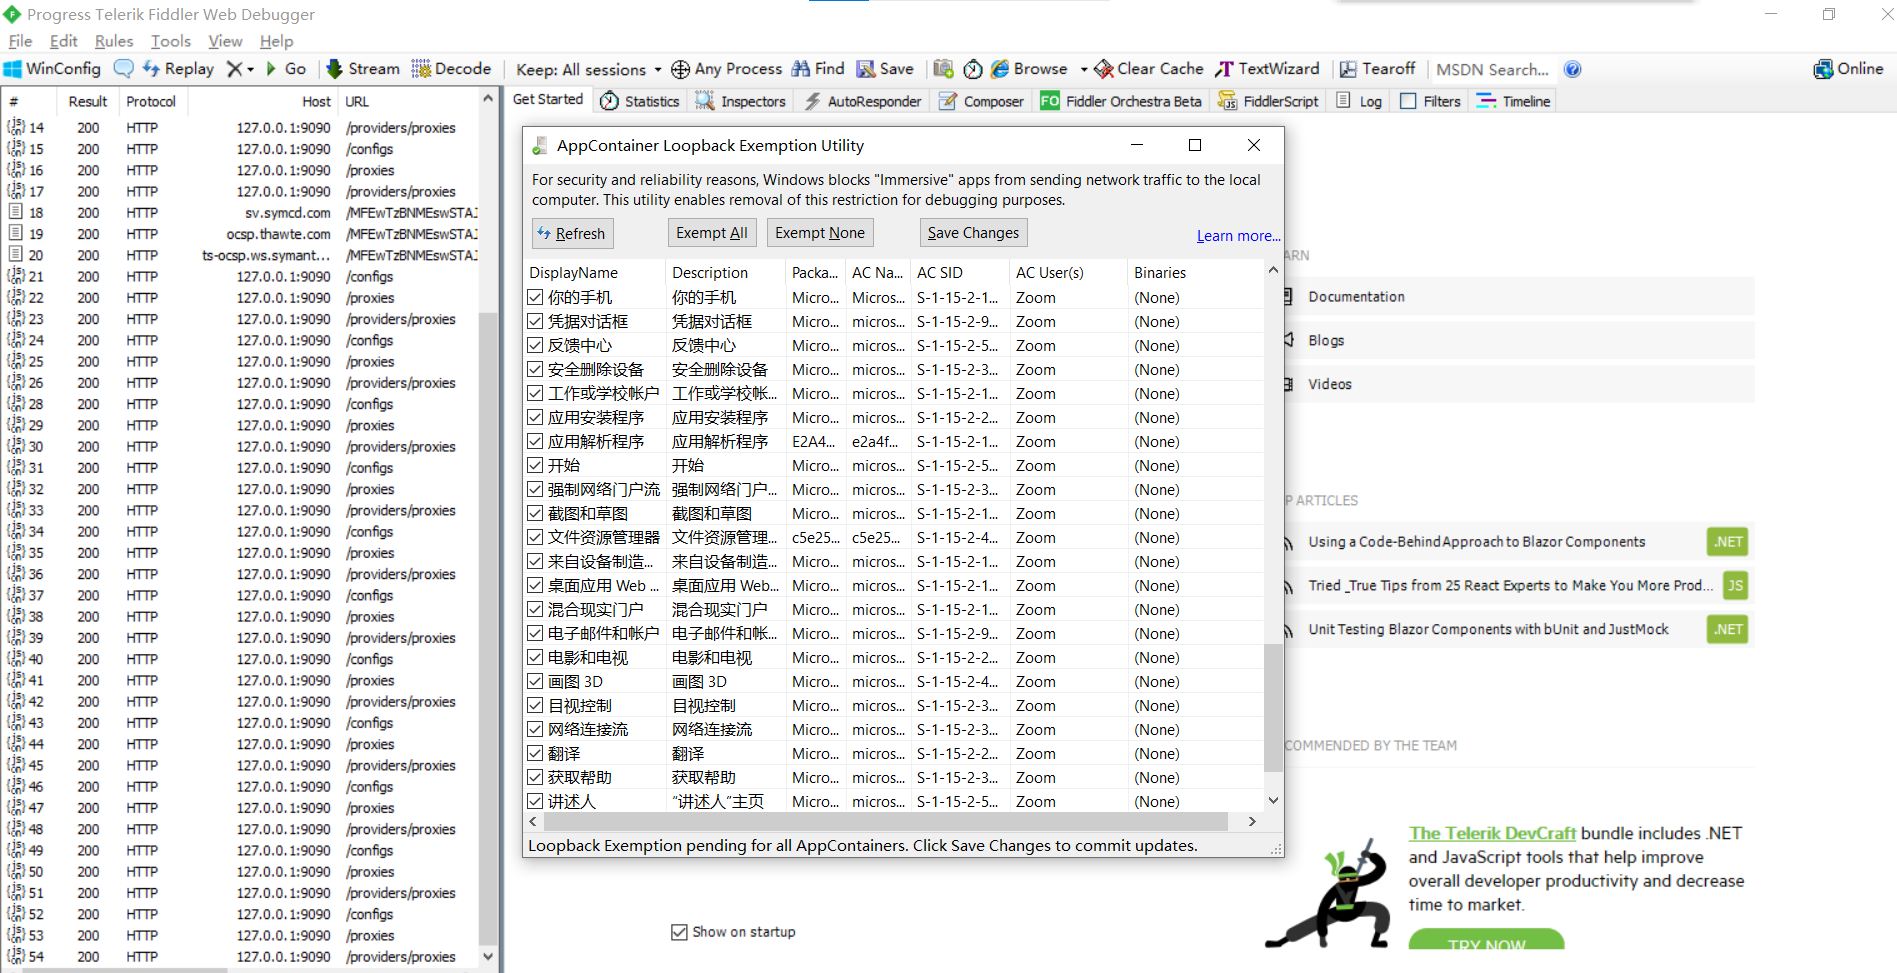 Progress Telerik Fiddler Web Debugger
File Edit Rules Tools View Help
WinConfig Replay Go Stream Decode Keep: All sessions Any Process Find Save Browse Clear Cache TextWizard Tearoff MSDN Search... Online
# Result Protocol Host URL
14 200 HTTP 127.0.0.1:9090 /providers/proxies
15 200 HTTP 127.0.0.1:9090 /configs
16 200 HTTP 127.0.0.1:9090 /proxies
17 200 HTTP 127.0.0.1:9090 /providers/proxies
18 200 HTTP sv.symcd.com /MFEwTzBNMEswSTAJ
19 200 HTTP ocsp.thawte.com /MFEwTzBNMEswSTAJ
20 200 HTTP ts-ocsp.ws.symant... /MFEwTzBNMEswSTAJ
21 200 HTTP 127.0.0.1:9090 /configs
22 200 HTTP 127.0.0.1:9090 /proxies
23 200 HTTP 127.0.0.1:9090 /providers/proxies
24 200 HTTP 127.0.0.1:9090 /configs
25 200 HTTP 127.0.0.1:9090 /proxies
26 200 HTTP 127.0.0.1:9090 /providers/proxies
28 200 HTTP 127.0.0.1:9090 /configs
29 200 HTTP 127.0.0.1:9090 /proxies
30 200 HTTP 127.0.0.1:9090 /providers/proxies
31 200 HTTP 127.0.0.1:9090 /configs
32 200 HTTP 127.0.0.1:9090 /proxies
33 200 HTTP 127.0.0.1:9090 /providers/proxies
34 200 HTTP 127.0.0.1:9090 /configs
35 200 HTTP 127.0.0.1:9090 /proxies
36 200 HTTP 127.0.0.1:9090 /providers/proxies
37 200 HTTP 127.0.0.1:9090 /configs
38 200 HTTP 127.0.0.1:9090 /proxies
39 200 HTTP 127.0.0.1:9090 /providers/proxies
40 200 HTTP 127.0.0.1:9090 /configs
41 200 HTTP 127.0.0.1:9090 /proxies
42 200 HTTP 127.0.0.1:9090 /providers/proxies
43 200 HTTP 127.0.0.1:9090 /configs
44 200 HTTP 127.0.0.1:9090 /proxies
45 200 HTTP 127.0.0.1:9090 /providers/proxies
46 200 HTTP 127.0.0.1:9090 /configs
47 200 HTTP 127.0.0.1:9090 /proxies
48 200 HTTP 127.0.0.1:9090 /providers/proxies
49 200 HTTP 127.0.0.1:9090 /configs
50 200 HTTP 127.0.0.1:9090 /proxies
51 200 HTTP 127.0.0.1:9090 /providers/proxies
52 200 HTTP 127.0.0.1:9090 /configs
53 200 HTTP 127.0.0.1:9090 /proxies
54 200 HTTP 127.0.0.1:9090 /providers/proxies
Get Started Statistics Inspectors AutoResponder Composer FO Fiddler Orchestra Beta FiddlerScript Log Filters Timeline
AppContainer Loopback Exemption Utility
For security and reliability reasons, Windows blocks "Immersive" apps from sending network traffic to the local
computer. This utility enables removal of this restriction for debugging purposes.
Refresh Exempt All Exempt None Save Changes Learn more...
DisplayName Description Packa... AC Na... AC SID AC User(s) Binaries
你的手机 你的手机 Micro... Micros... S-1-15-2-1... Zoom (None)
凭据对话框 凭据对话框 Micro... micros... S-1-15-2-9... Zoom (None)
反馈中心 反馈中心 Micro... micros... S-1-15-2-5... Zoom (None)
安全删除设备 安全删除设备 Micro... micros... S-1-15-2-3... Zoom (None)
工作或学校帐户 工作或学校帐... Micro... micros... S-1-15-2-1... Zoom (None)
应用安装程序 应用安装程序 Micro... micros... S-1-15-2-2... Zoom (None)
应用解析程序 应用解析程序 E2A4... e2a4f... S-1-15-2-1... Zoom (None)
开始 开始 Micro... micros... S-1-15-2-5... Zoom (None)
强制网络门户流 强制网络门户... Micro... micros... S-1-15-2-3... Zoom (None)
截图和草图 截图和草图 Micro... micros... S-1-15-2-1... Zoom (None)
文件资源管理器 文件资源管理... c5e25... c5e25... S-1-15-2-4... Zoom (None)
来自设备制造... 来自设备制造... Micro... micros... S-1-15-2-1... Zoom (None)
桌面应用 Web ... 桌面应用 Web... Micro... micros... S-1-15-2-1... Zoom (None)
混合现实门户 混合现实门户 Micro... micros... S-1-15-2-1... Zoom (None)
电子邮件和帐户 电子邮件和帐... Micro... micros... S-1-15-2-9... Zoom (None)
电影和电视 电影和电视 Micro... micros... S-1-15-2-2... Zoom (None)
画图 3D 画图 3D Micro... micros... S-1-15-2-4... Zoom (None)
目视控制 目视控制 Micro... micros... S-1-15-2-3... Zoom (None)
网络连接流 网络连接流 Micro... micros... S-1-15-2-3... Zoom (None)
翻译 翻译 Micro... micros... S-1-15-2-2... Zoom (None)
获取帮助 获取帮助 Micro... micros... S-1-15-2-3... Zoom (None)
讲述人 “讲述人”主页 Micro... micros... S-1-15-2-5... Zoom (None)
Loopback Exemption pending for all AppContainers. Click Save Changes to commit updates.
Show on startup
ARN
Documentation
Blogs
Videos
P ARTICLES
Using a Code-Behind Approach to Blazor Components .NET
Tried _True Tips from 25 React Experts to Make You More Prod... JS
Unit Testing Blazor Components with bUnit and JustMock .NET
COMMENDED BY THE TEAM
The Telerik DevCraft bundle includes .NET
and JavaScript tools that help improve
overall developer productivity and decrease
time to market.
TRY NOW